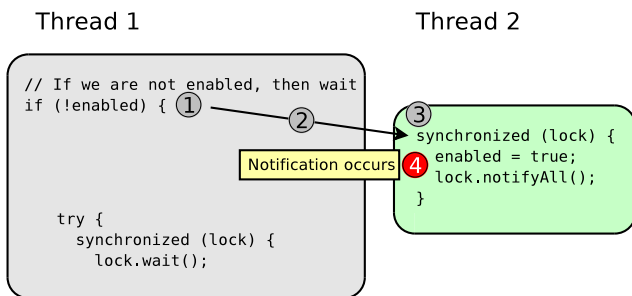 Thread 1
Thread 2
// If we are not enabled, then wait
if (!enabled) {
1
2
3
synchronized (lock) {
Notification occurs
4
enabled = true;
lock.notifyAll();
}
try {
synchronized (lock) {
lock.wait();